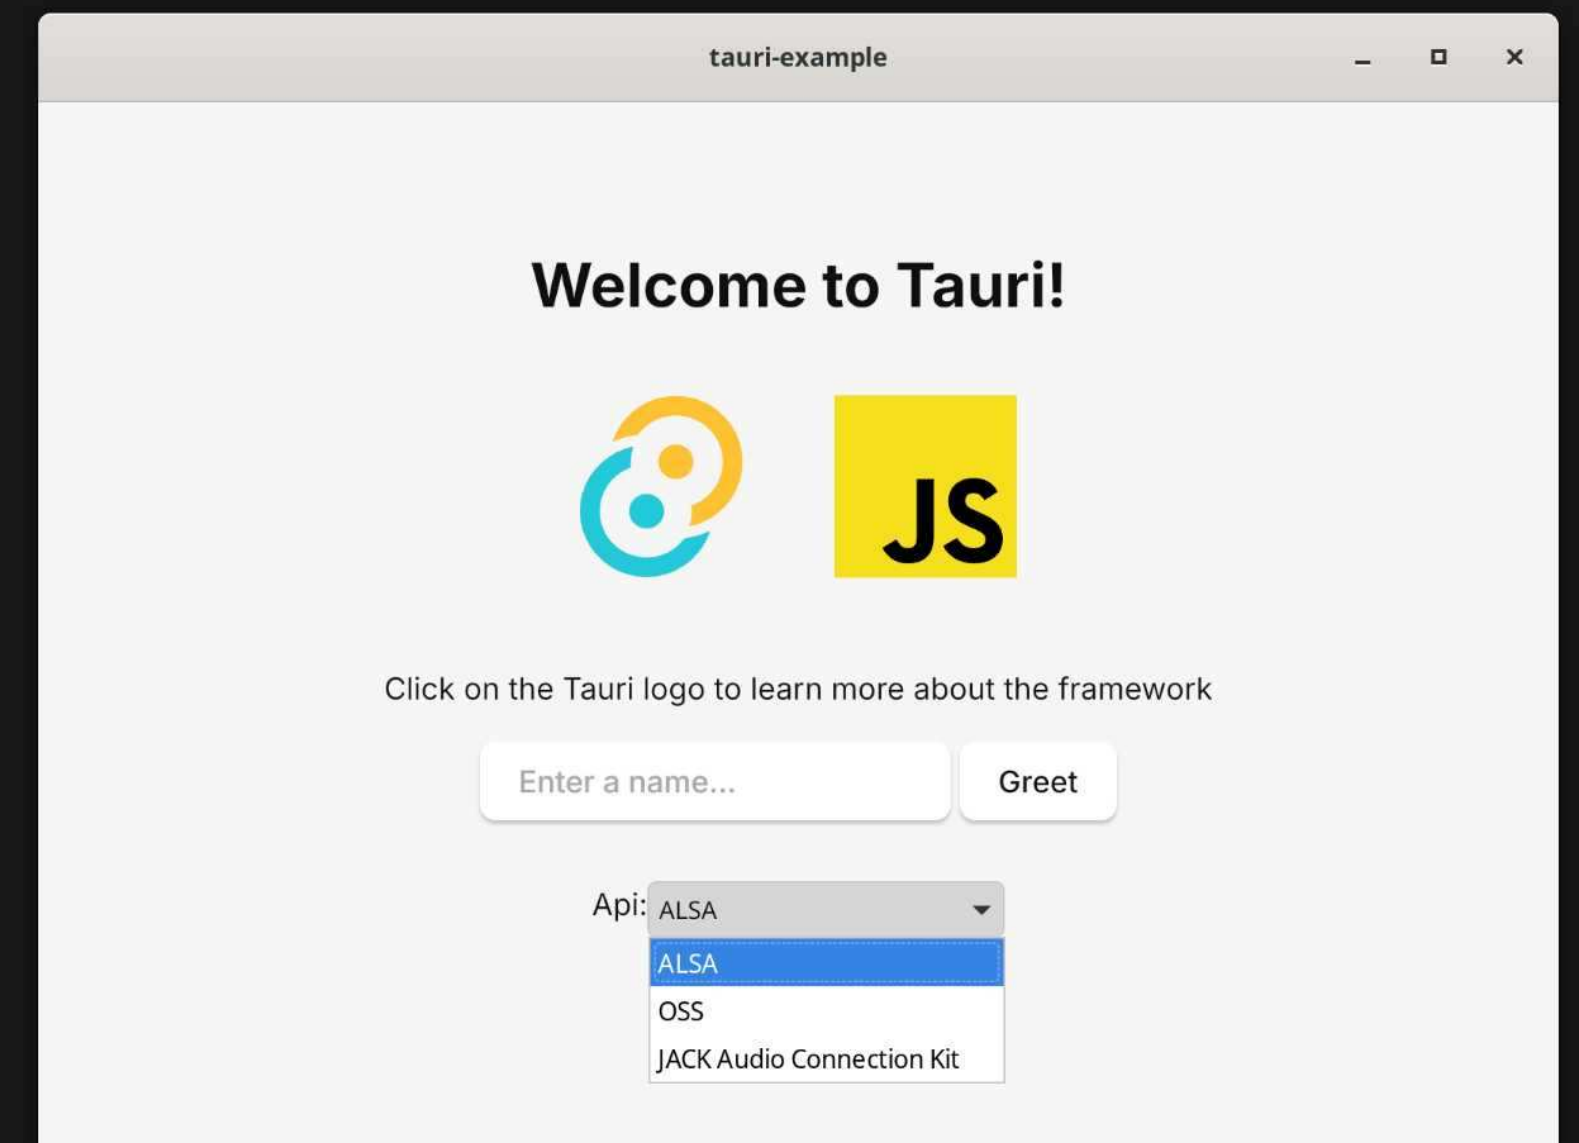 tauri-example
Welcome to Tauri!
JS
Click on the Tauri logo to learn more about the framework
Enter a name...
Greet
Api:
ALSA
ALSA
OSS
JACK Audio Connection Kit